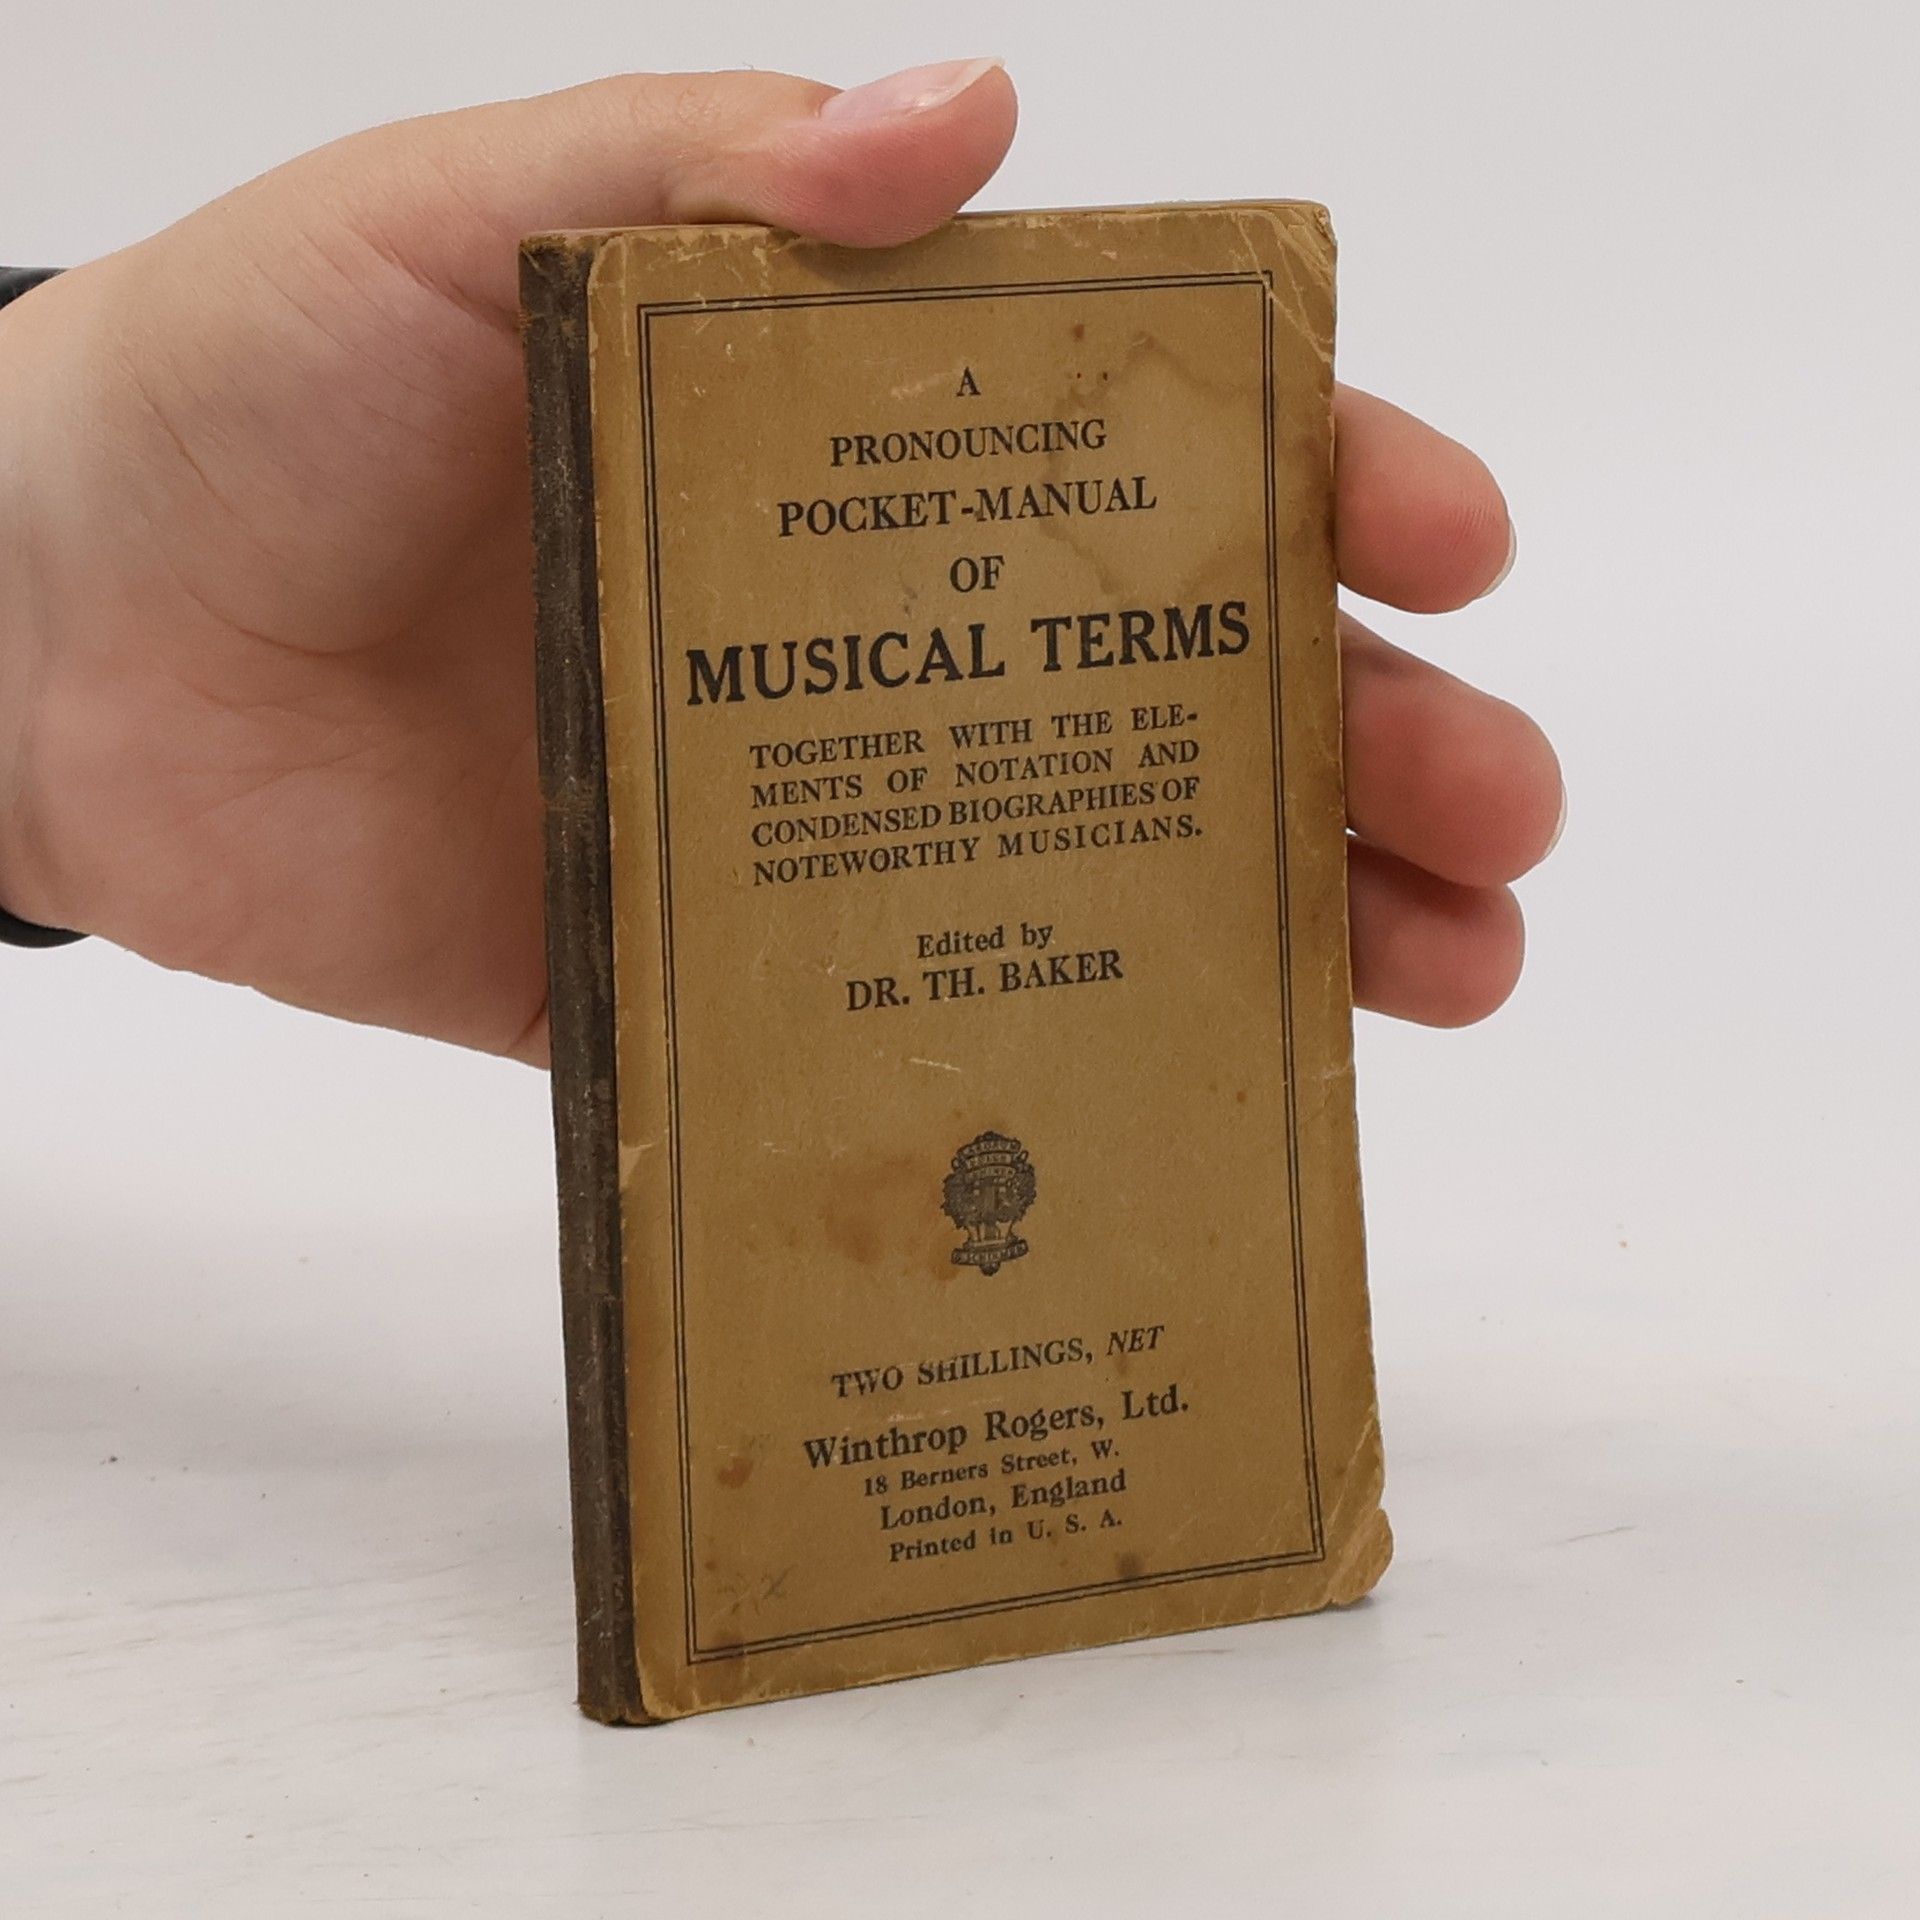 A
PRONOUNCING
POCKET-MANUAL
OF
MUSICAL TERMS
TOGETHER WITH THE ELE-
MENTS OF NOTATION AND
CONDENSED BIOGRAPHIES OF
NOTEWORTHY MUSICIANS.
Edited by
DR. TH. BAKER
TWO SHILLINGS, NET
Winthrop Rogers, Ltd.
18 Berners Street, W.
London, England
Printed in U. S. A.